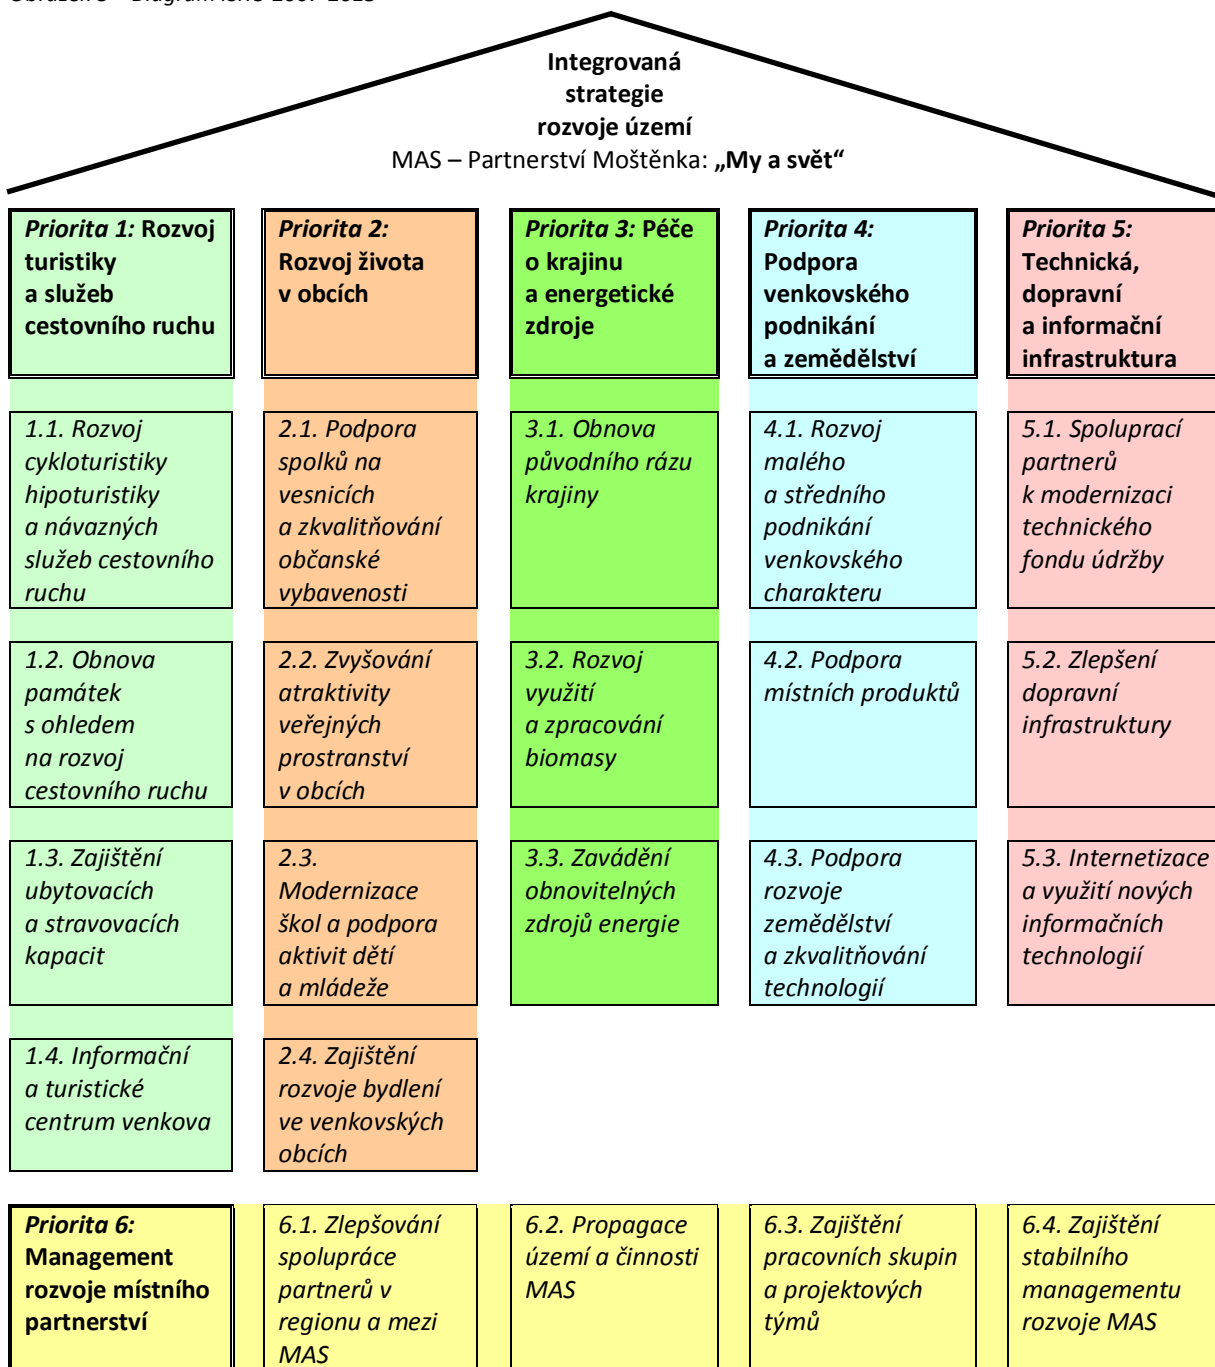 Integrovaná
strategie
rozvoje území
MAS – Partnerství Moštěnka: „My a svět“
Priorita 1: Rozvoj
turistiky
a služeb
cestovního ruchu
Priorita 2:
Rozvoj života
v obcích
Priorita 3: Péče
o krajinu
a energetické
zdroje
Priorita 4:
Podpora
venkovského
podnikání
a zemědělství
Priorita 5:
Technická,
dopravní
a informační
infrastruktura
1.1. Rozvoj
cykloturistiky
hipoturistiky
a návazných
služeb cestovního
ruchu
2.1. Podpora
spolků na
vesnicích
a zkvalitňování
občanské
vybavenosti
3.1. Obnova
původního rázu
krajiny
4.1. Rozvoj
malého
a středního
podnikání
venkovského
charakteru
5.1. Spoluprací
partnerů
k modernizaci
technického
fondu údržby
1.2. Obnova
památek
s ohledem
na rozvoj
cestovního ruchu
2.2. Zvyšování
atraktivity
veřejných
prostranství
v obcích
3.2. Rozvoj
využití
a zpracování
biomasy
4.2. Podpora
místních produktů
5.2. Zlepšení
dopravní
infrastruktury
1.3. Zajištění
ubytovacích
a stravovacích
kapacit
2.3.
Modernizace
škol a podpora
aktivit dětí
a mládeže
3.3. Zavádění
obnovitelných
zdrojů energie
4.3. Podpora
rozvoje
zemědělství
a zkvalitňování
technologií
5.3. Internetizace
a využití nových
informačních
technologií
1.4. Informační
a turistické
centrum venkova
2.4. Zajištění
rozvoje bydlení
ve venkovských
obcích
Priorita 6:
Management
rozvoje místního
partnerství
6.1. Zlepšování
spolupráce
partnerů v
regionu a mezi
MAS
6.2. Propagace
území a činnosti
MAS
6.3. Zajištění
pracovních skupin
a projektových
týmů
6.4. Zajištění
stabilního
managementu
rozvoje MAS